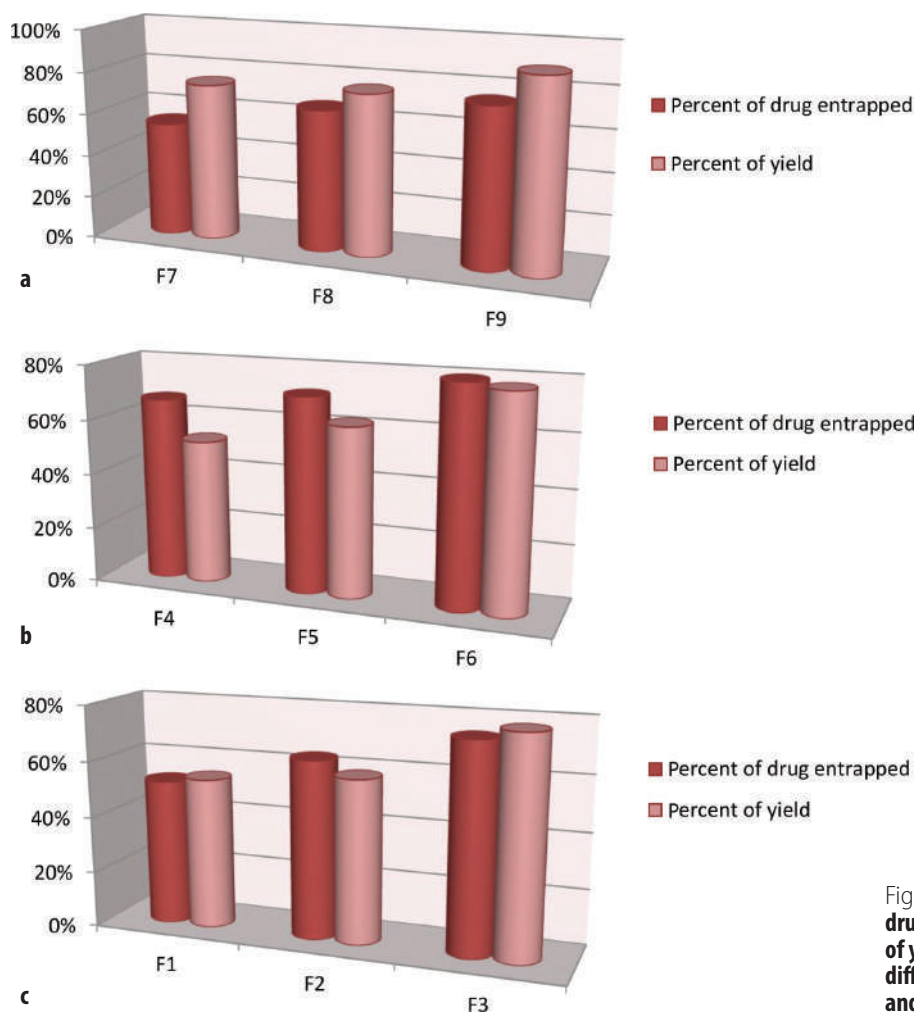 100%
80%
60%
40%
20%
0%
F7
F8
F9
Percent of drug entrapped
Percent of yield
a
80%
60%
40%
20%
0%
F4
F5
F6
Percent of drug entrapped
Percent of yield
b
80%
60%
40%
20%
0%
F1
F2
F3
Percent of drug entrapped
Percent of yield
c
Fig
dru
of y
diff
and